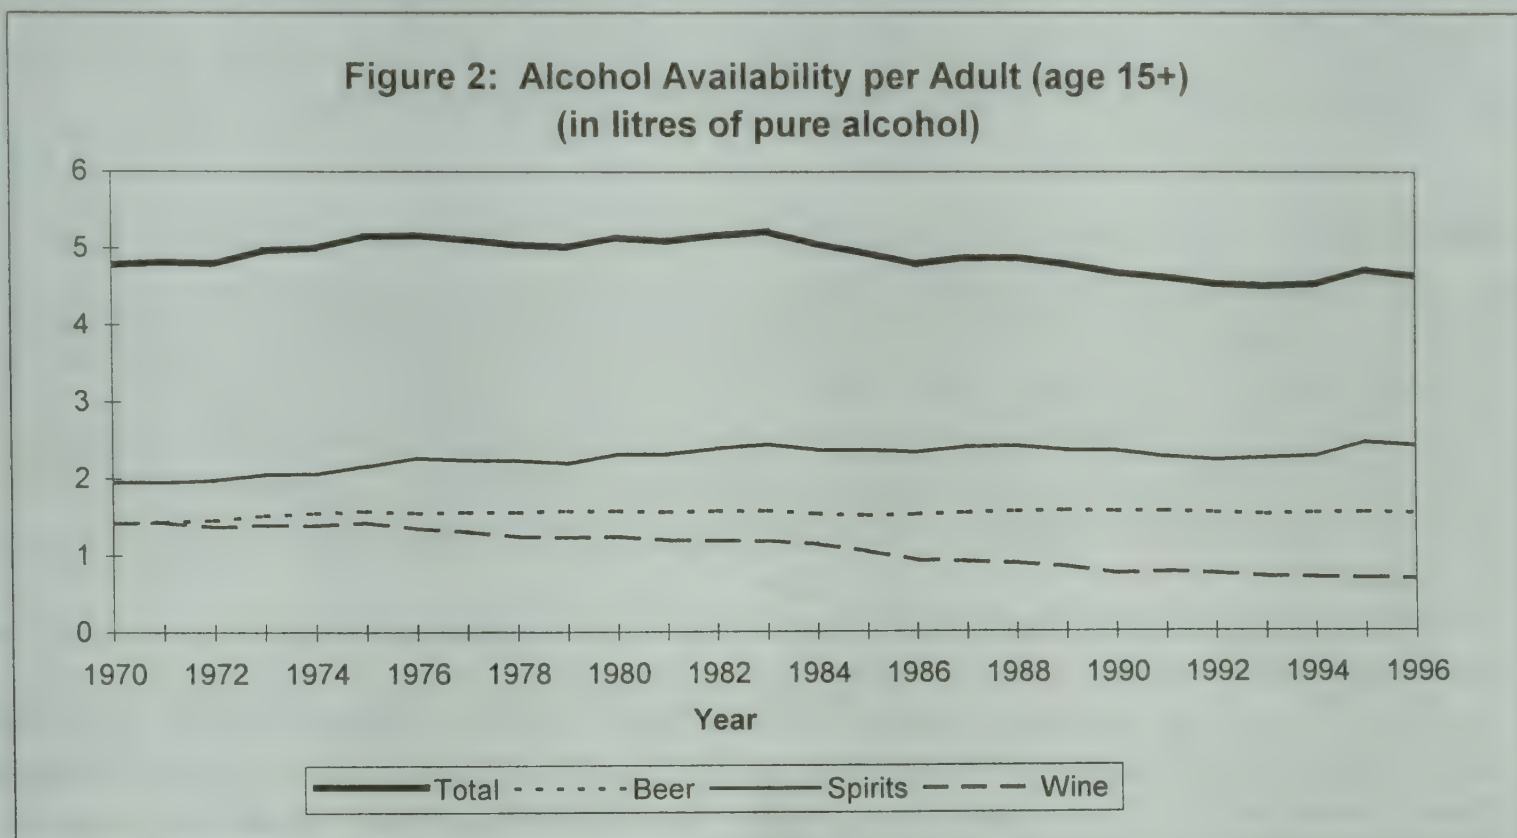 Figure 2: Alcohol Availability per Adult (age 15+)
(in litres of pure alcohol)
6
5
4
3
2
1
0
1970 1972 1974 1976 1978 1980 1982 1984 1986 1988 1990 1992 1994 1996
Year
Total Beer Spirits Wine